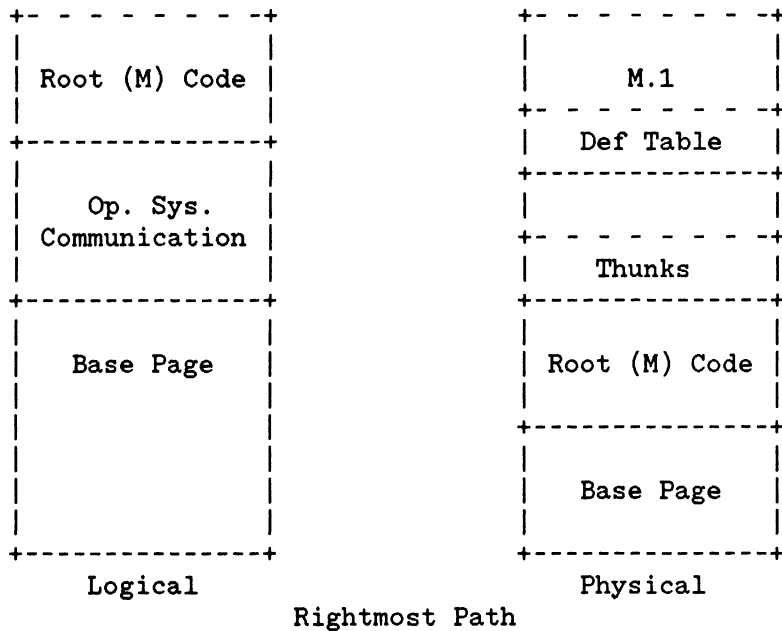 Root (M) Code
M.1
Def Table
Op. Sys.
Communication
Thunks
Base Page
Root (M) Code
Base Page
Logical
Physical
Rightmost Path